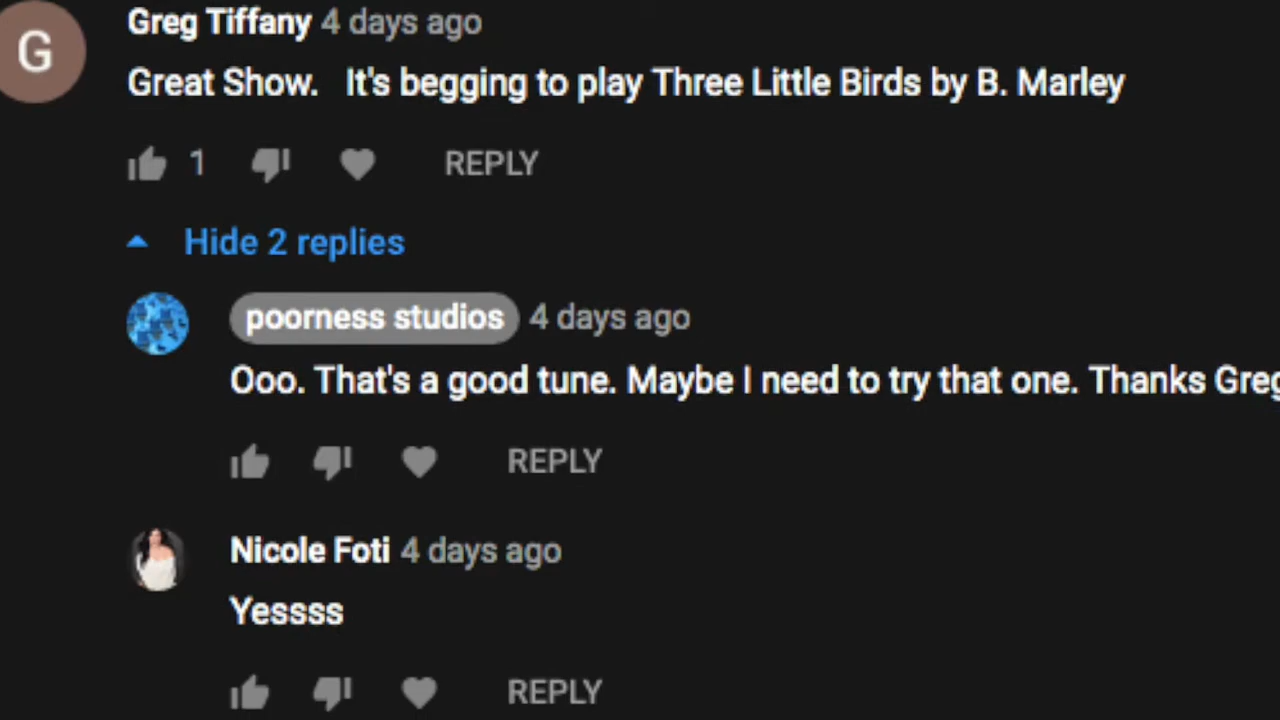 G
Greg Tiffany 4 days ago
Great Show. It's begging to play Three Little Birds by B. Marley
1 REPLY
Hide 2 replies
poorness studios 4 days ago
Ooo. That's a good tune. Maybe I need to try that one. Thanks Greg
REPLY
Nicole Foti 4 days ago
Yessss
REPLY